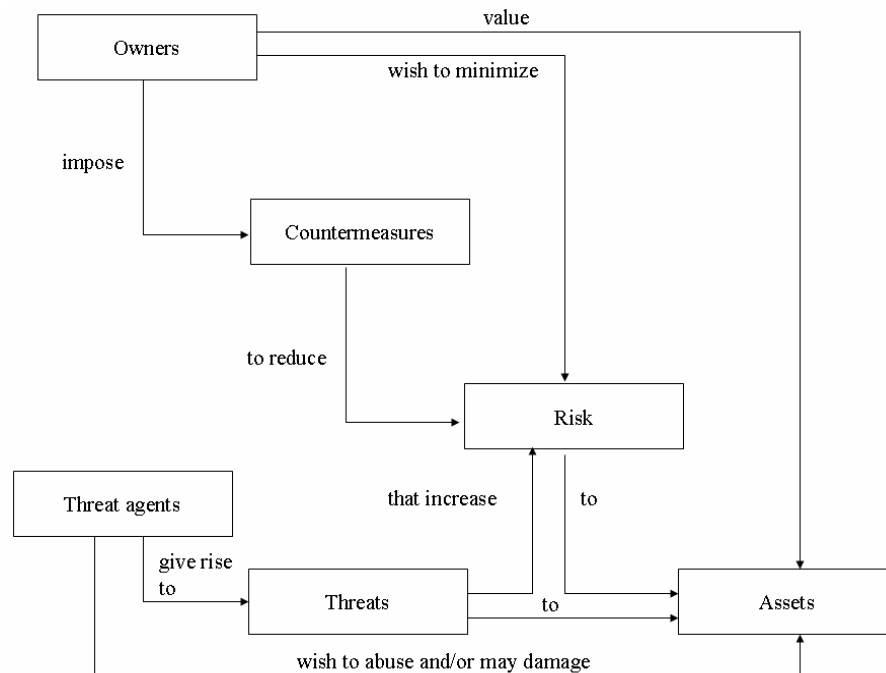 value
Owners
wish to minimize
impose
Countermeasures
to reduce
Risk
Threat agents
that increase
to
give rise
to
Threats
to
Assets
wish to abuse and/or may damage